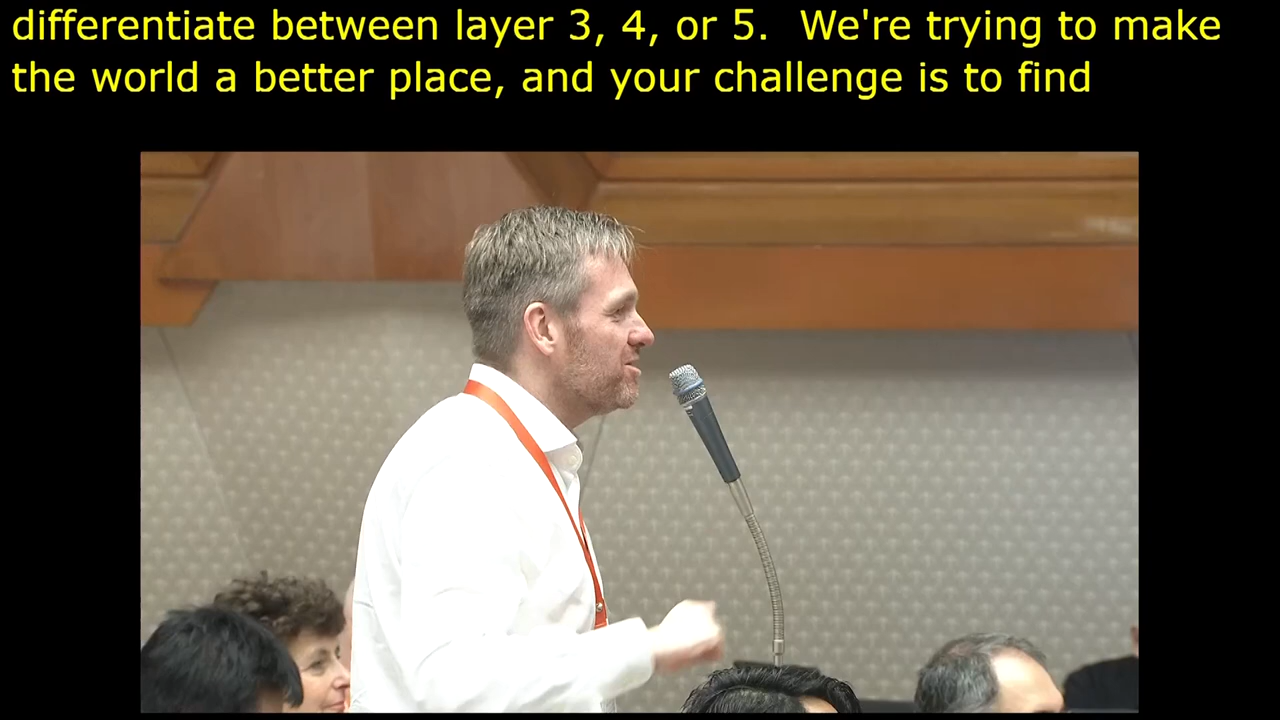 differentiate between layer 3, 4, or 5.  We're trying to make
the world a better place, and your challenge is to find